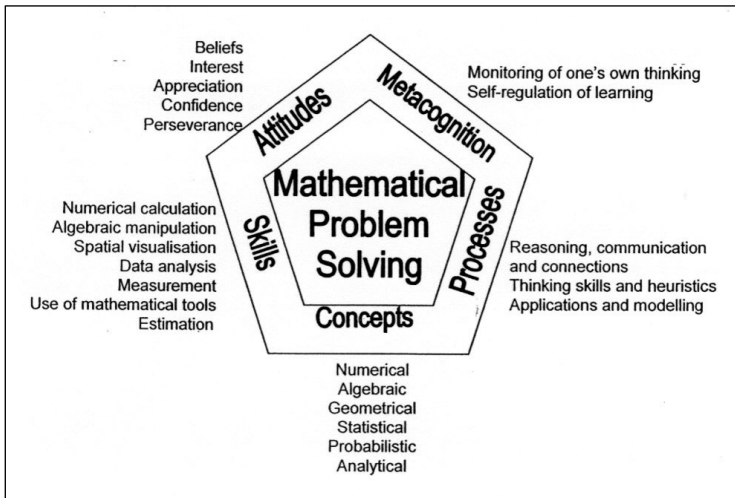 Beliefs
Interest
Appreciation
Confidence
Perseverance
Attitudes
Metacognition
Monitoring of one's own thinking
Self-regulation of learning
Mathematical
Problem
Solving
Numerical calculation
Algebraic manipulation
Spatial visualisation
Data analysis
Measurement
Use of mathematical tools
Estimation
Skills
Processes
Reasoning, communication
and connections
Thinking skills and heuristics
Applications and modelling
Concepts
Numerical
Algebraic
Geometrical
Statistical
Probabilistic
Analytical